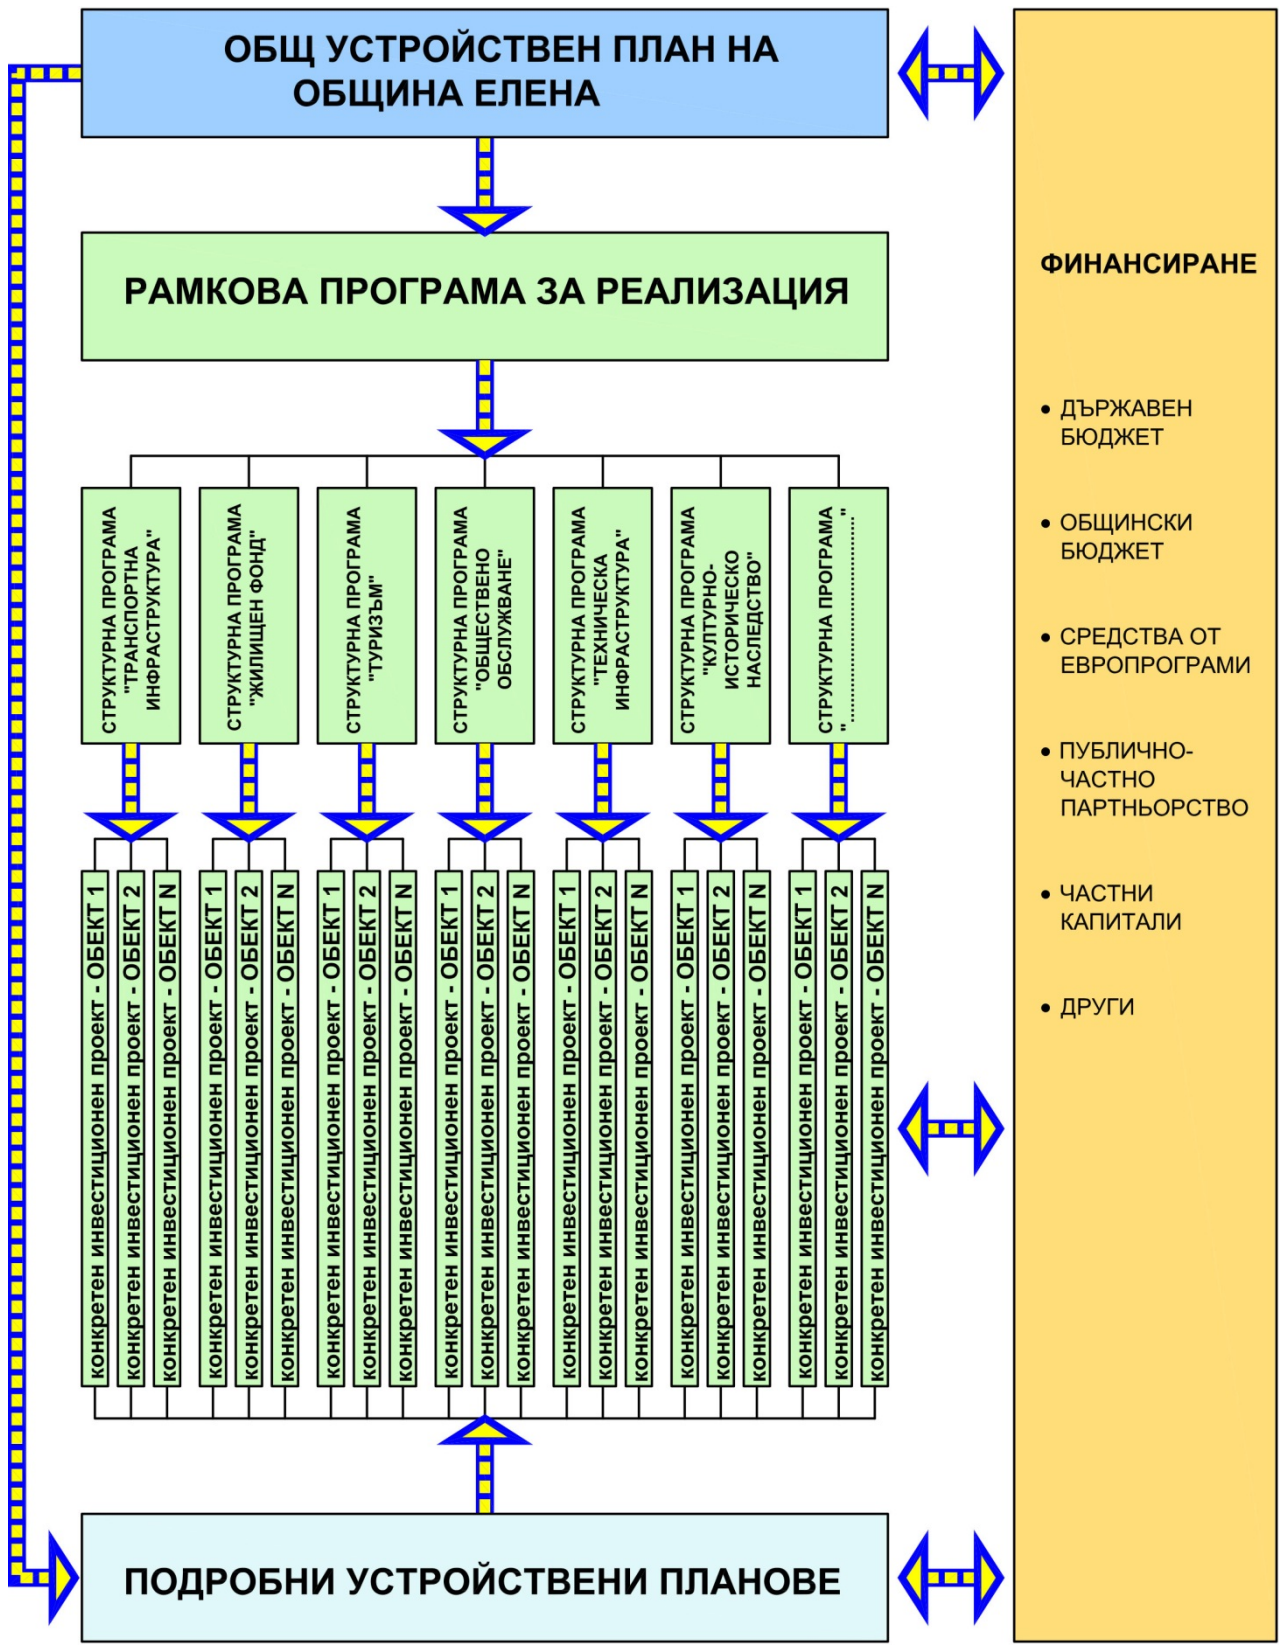 ОБЩ УСТРОЙСТВЕН ПЛАН НА
ОБЩИНА ЕЛЕНА
РАМКОВА ПРОГРАМА ЗА РЕАЛИЗАЦИЯ
СТРУКТУРНА ПРОГРАМА
"ТРАНСПОРТНА
ИНФРАСТРУКТУРА"
СТРУКТУРНА ПРОГРАМА
"ЖИЛИЩЕН ФОНД"
СТРУКТУРНА ПРОГРАМА
"ТУРИЗЪМ"
СТРУКТУРНА ПРОГРАМА
"ОБЩЕСТВЕНО
ОБСЛУЖВАНЕ"
СТРУКТУРНА ПРОГРАМА
"ТЕХНИЧЕСКА
ИНФРАСТРУКТУРА"
СТРУКТУРНА ПРОГРАМА
"КУЛТУРНО-
ИСТОРИЧЕСКО
НАСЛЕДСТВО"
СТРУКТУРНА ПРОГРАМА
"......................................"
конкретен инвестиционен проект - ОБЕКТ 1
конкретен инвестиционен проект - ОБЕКТ 2
конкретен инвестиционен проект - ОБЕКТ N
конкретен инвестиционен проект - ОБЕКТ 1
конкретен инвестиционен проект - ОБЕКТ 2
конкретен инвестиционен проект - ОБЕКТ N
конкретен инвестиционен проект - ОБЕКТ 1
конкретен инвестиционен проект - ОБЕКТ 2
конкретен инвестиционен проект - ОБЕКТ N
конкретен инвестиционен проект - ОБЕКТ 1
конкретен инвестиционен проект - ОБЕКТ 2
конкретен инвестиционен проект - ОБЕКТ N
конкретен инвестиционен проект - ОБЕКТ 1
конкретен инвестиционен проект - ОБЕКТ 2
конкретен инвестиционен проект - ОБЕКТ N
конкретен инвестиционен проект - ОБЕКТ 1
конкретен инвестиционен проект - ОБЕКТ 2
конкретен инвестиционен проект - ОБЕКТ N
конкретен инвестиционен проект - ОБЕКТ 1
конкретен инвестиционен проект - ОБЕКТ 2
конкретен инвестиционен проект - ОБЕКТ N
ПОДРОБНИ УСТРОЙСТВЕНИ ПЛАНОВЕ
ФИНАНСИРАНЕ
• ДЪРЖАВЕН
БЮДЖЕТ
• ОБЩИНСКИ
БЮДЖЕТ
• СРЕДСТВА ОТ
ЕВРОПРОГРАМИ
• ПУБЛИЧНО-
ЧАСТНО
ПАРТНЬОРСТВО
• ЧАСТНИ
КАПИТАЛИ
• ДРУГИ